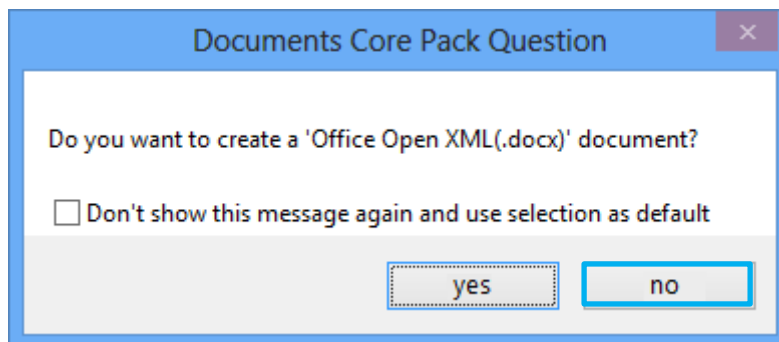 Documents Core Pack Question
Do you want to create a 'Office Open XML(.docx)' document?
Don't show this message again and use selection as default
yes
no